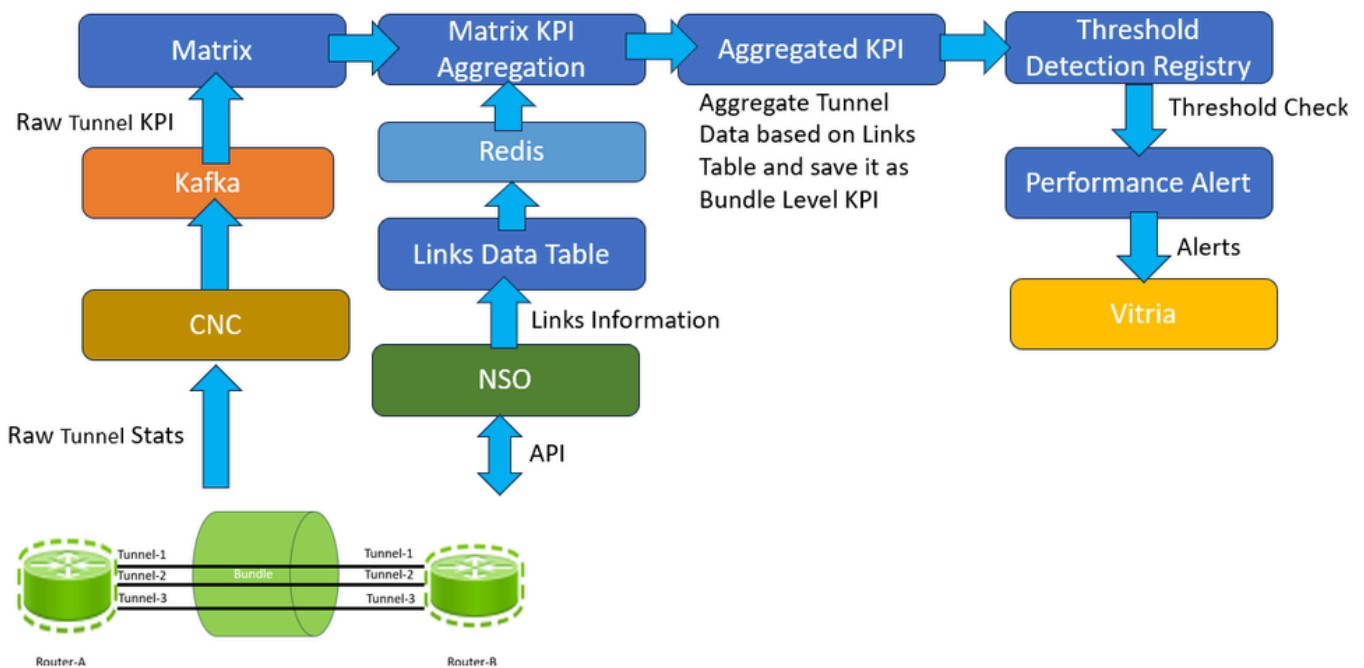 Matrix
Matrix KPI
Aggregation
Aggregated KPI
Threshold
Detection Registry
Raw Tunnel KPI
Aggregate Tunnel
Data based on Links
Table and save it as
Bundle Level KPI
Threshold Check
Kafka
Redis
Performance Alert
Links Data Table
Alerts
CNC
Links Information
Vitria
NSO
Raw Tunnel Stats
API
Tunnel-1
Tunnel-2
Tunnel-3
Bundle
Tunnel-1
Tunnel-2
Tunnel-3
Router-A
Router-B